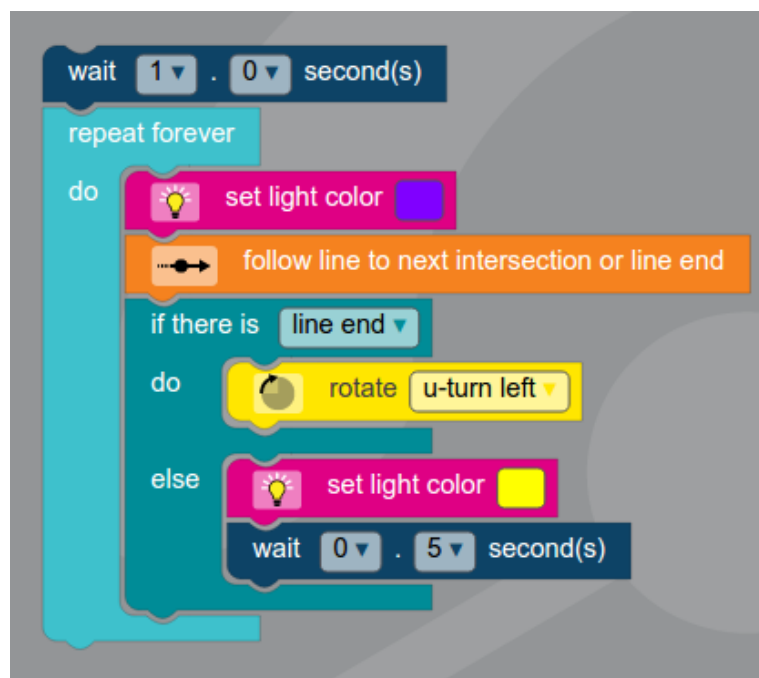 wait 1 . 0 second(s)
repeat forever
do set light color
follow line to next intersection or line end
if there is line end
do rotate u-turn left
else set light color
wait 0 . 5 second(s)